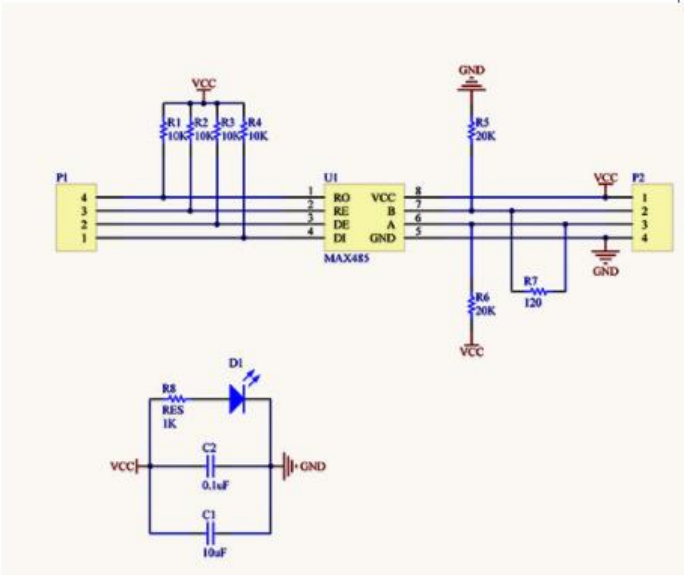 GND
VCC
R1 R2 R3 R4
10K 10K 10K 10K
R5
20K
P1
4
3
2
1
U1
1 RO VCC 8
2 RE B 7
3 DE A 6
4 DI GND 5
MAX485
VCC
P2
1
2
3
4
GND
R7
120
R6
20K
VCC
D1
R8
RES
1K
C2
VCC
GND
0.1uF
C1
10uF